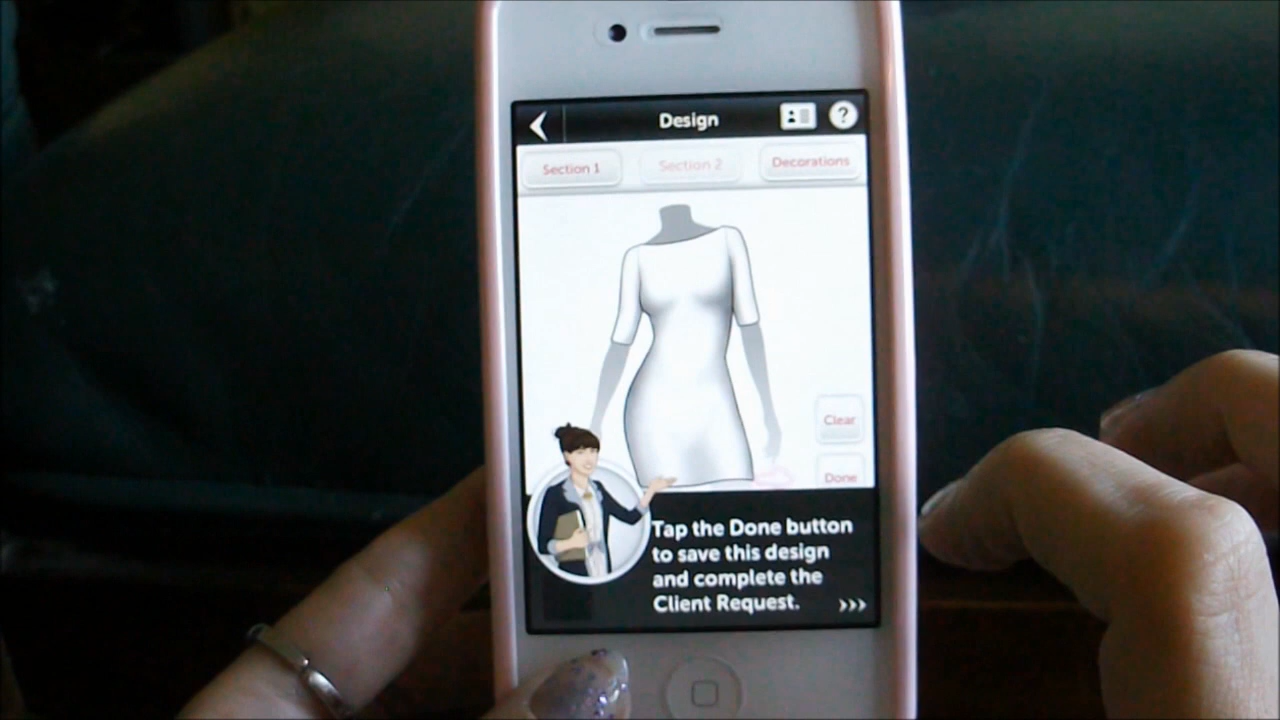 Design
?
Section 1 Section 2 Decorations
Clear
Done
Tap the Done button
to save this design
and complete the
Client Request. >>>